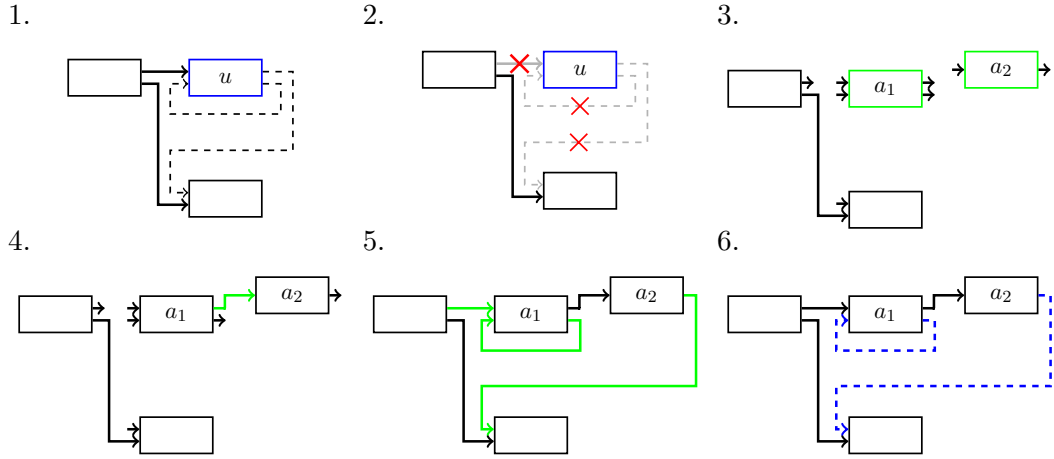 1.
2.
3.
u
u
a₁
a₂
4.
5.
6.
a₁
a₂
a₁
a₂
a₁
a₂